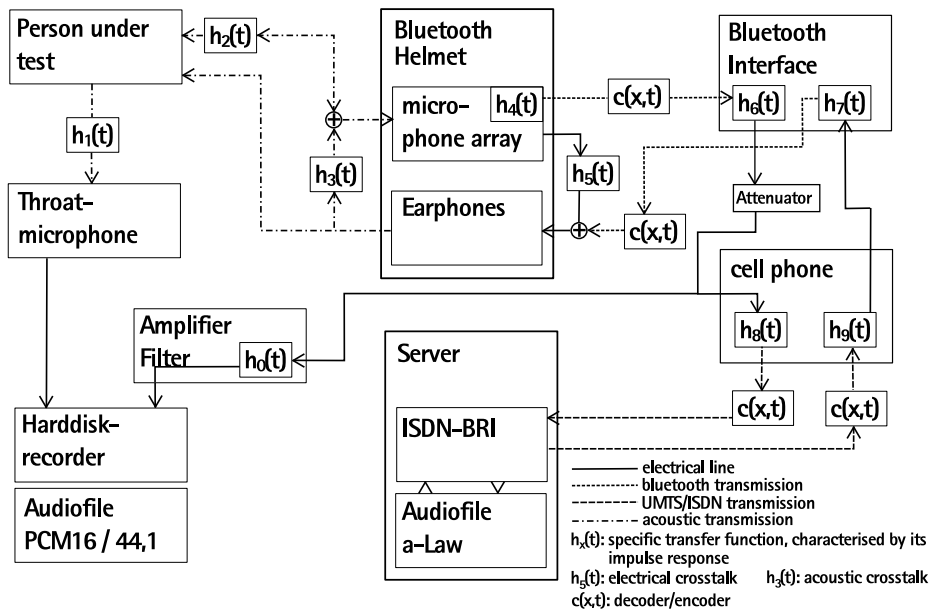 Person under
test
h2(t)
h1(t)
Throat-
microphone
h3(t)
Bluetooth
Helmet
micro-
phone array
h4(t)
h5(t)
Earphones
c(x,t)
c(x,t)
Bluetooth
Interface
h6(t)
h7(t)
Attenuator
cell phone
h8(t)
h9(t)
c(x,t)
c(x,t)
Amplifier
Filter
h0(t)
Server
ISDN-BRI
Audiofile
a-Law
Harddisk-
recorder
Audiofile
PCM16 / 44,1
electrical line
bluetooth transmission
UMTS/ISDN transmission
acoustic transmission
hx(t): specific transfer function, characterised by its
impulse response
h5(t): electrical crosstalk h3(t): acoustic crosstalk
c(x,t): decoder/encoder